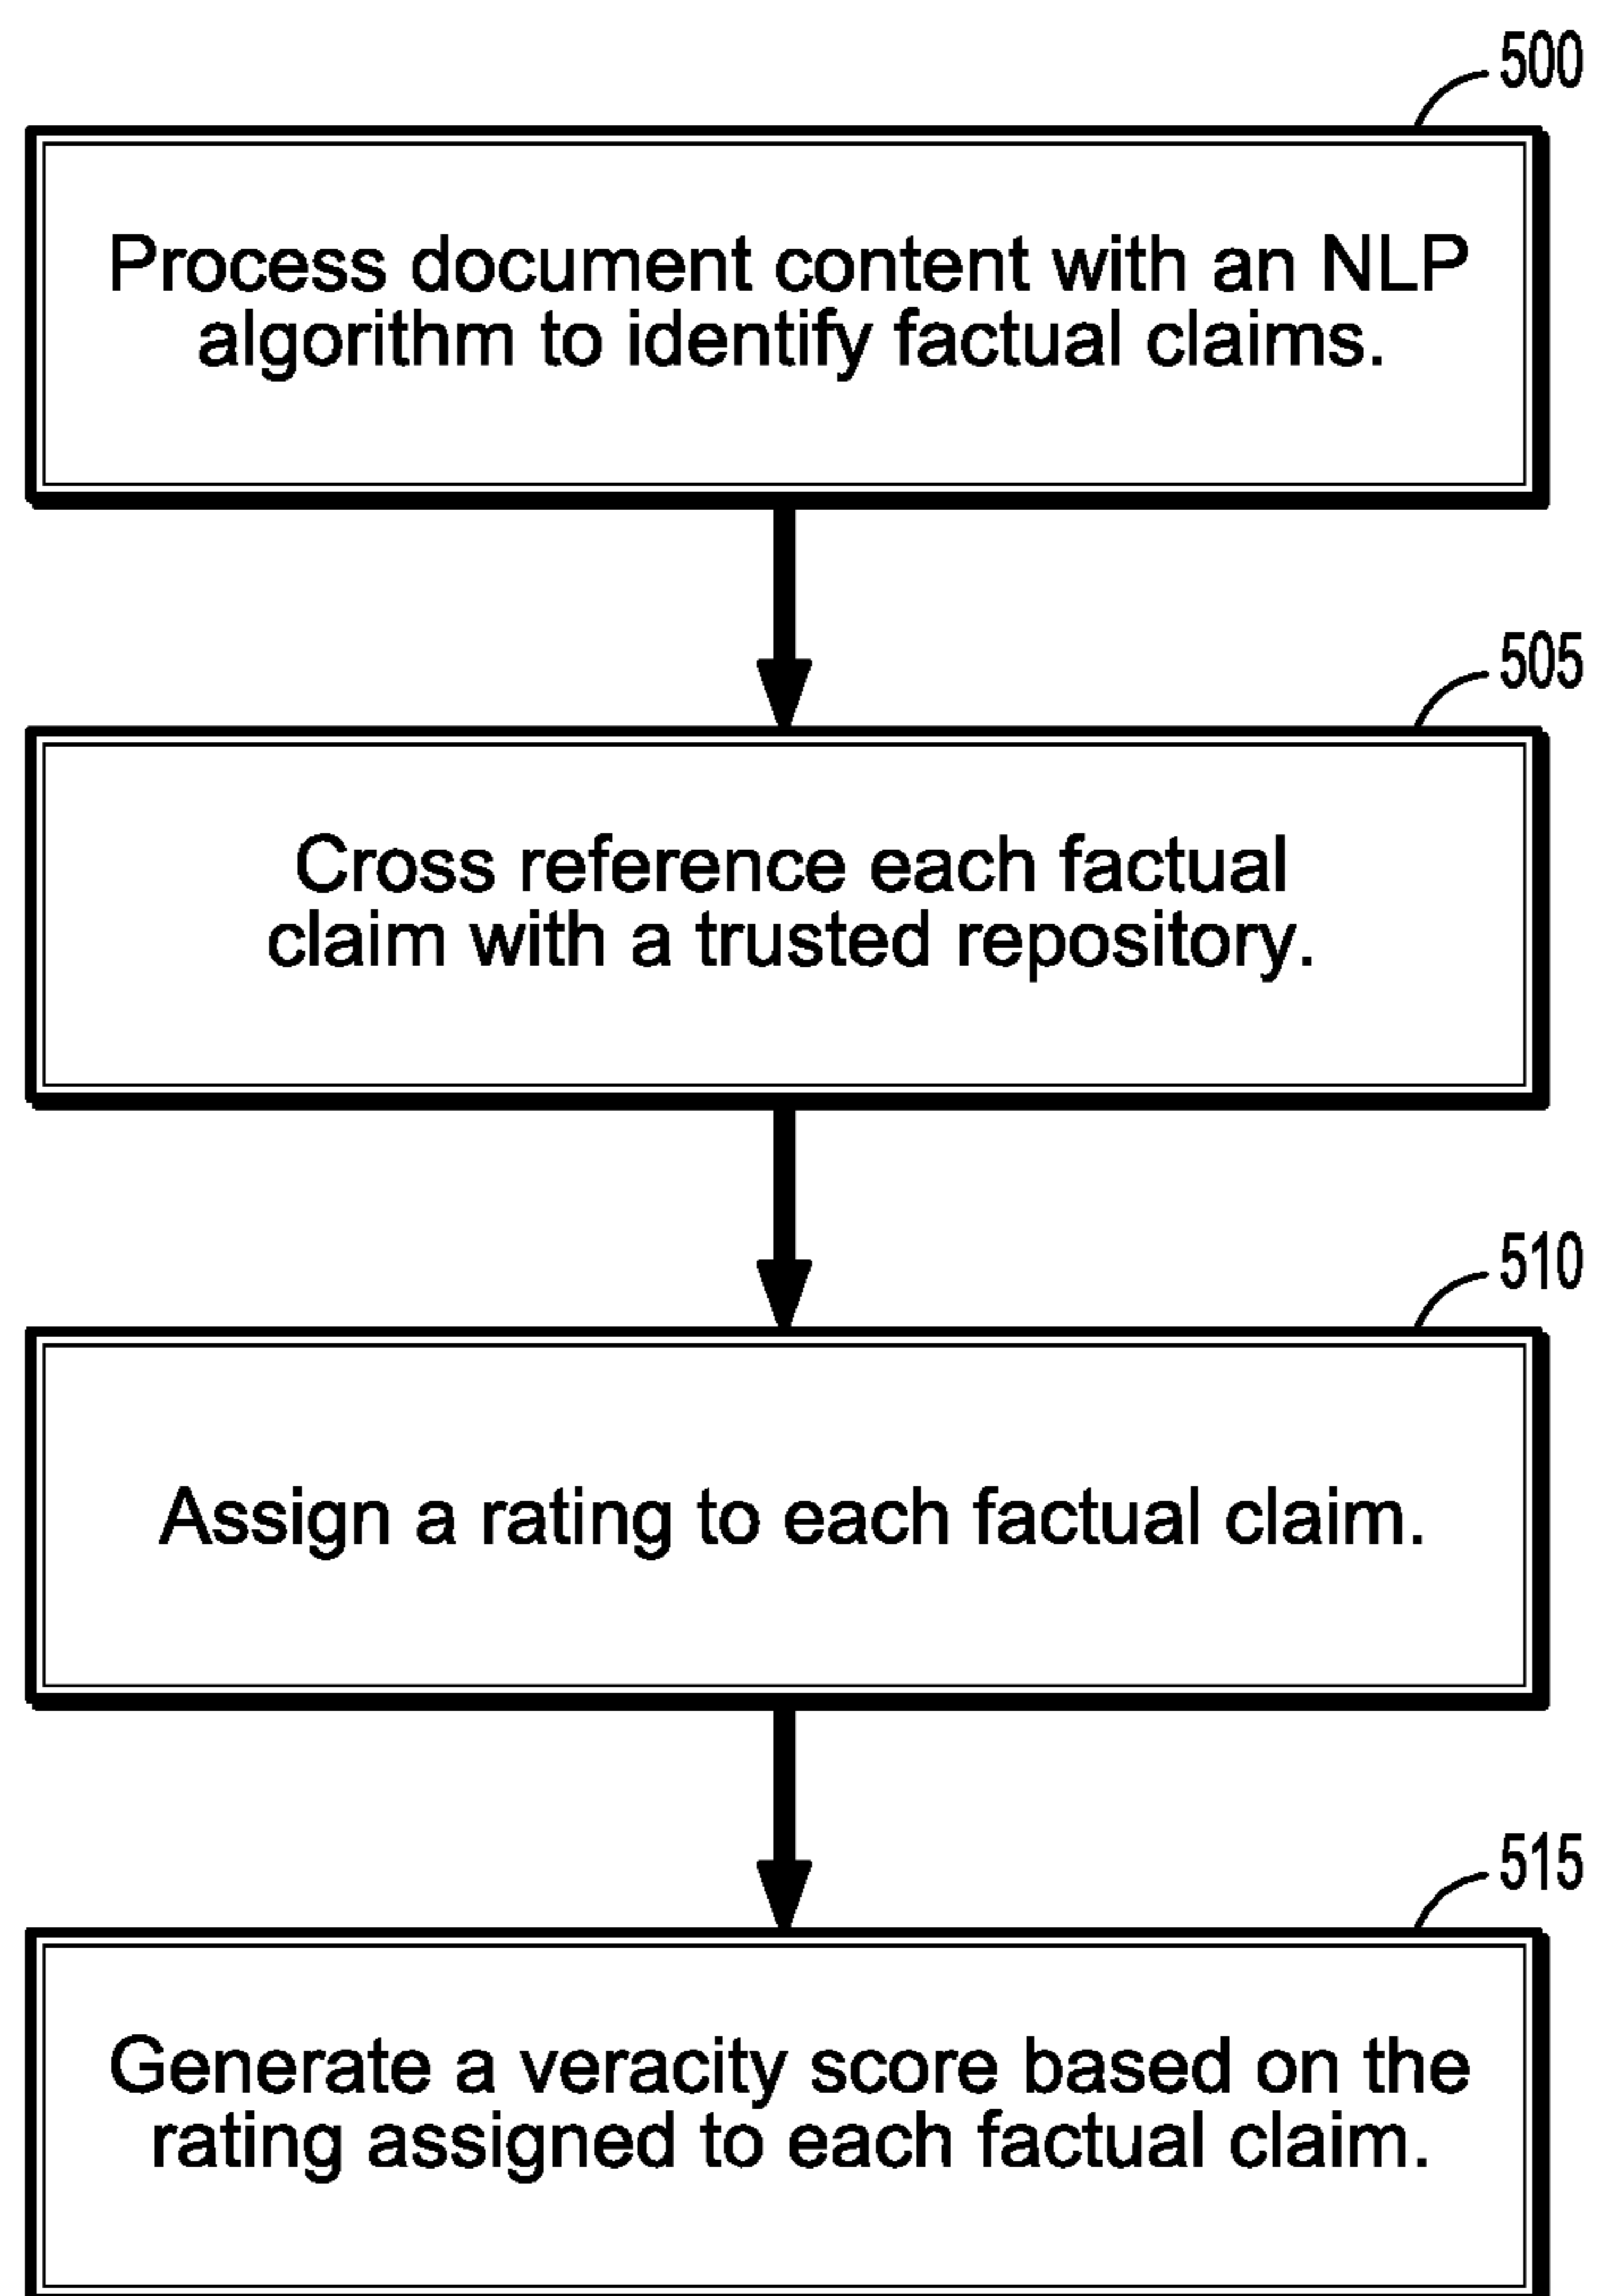 500
Process document content with an NLP
algorithm to identify factual claims.
505
Cross reference each factual
claim with a trusted repository.
510
Assign a rating to each factual claim.
515
Generate a veracity score based on the
rating assigned to each factual claim.